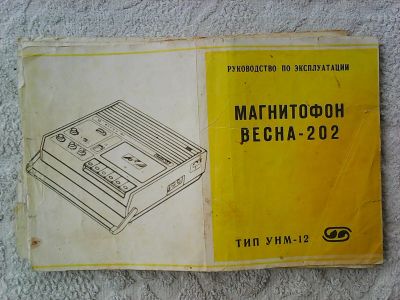 РУКОВОДСТВО ПО ЭКСПЛУАТАЦИИ
МАГНИТОФОН
ВЕСНА-202
ТИП УНМ-12